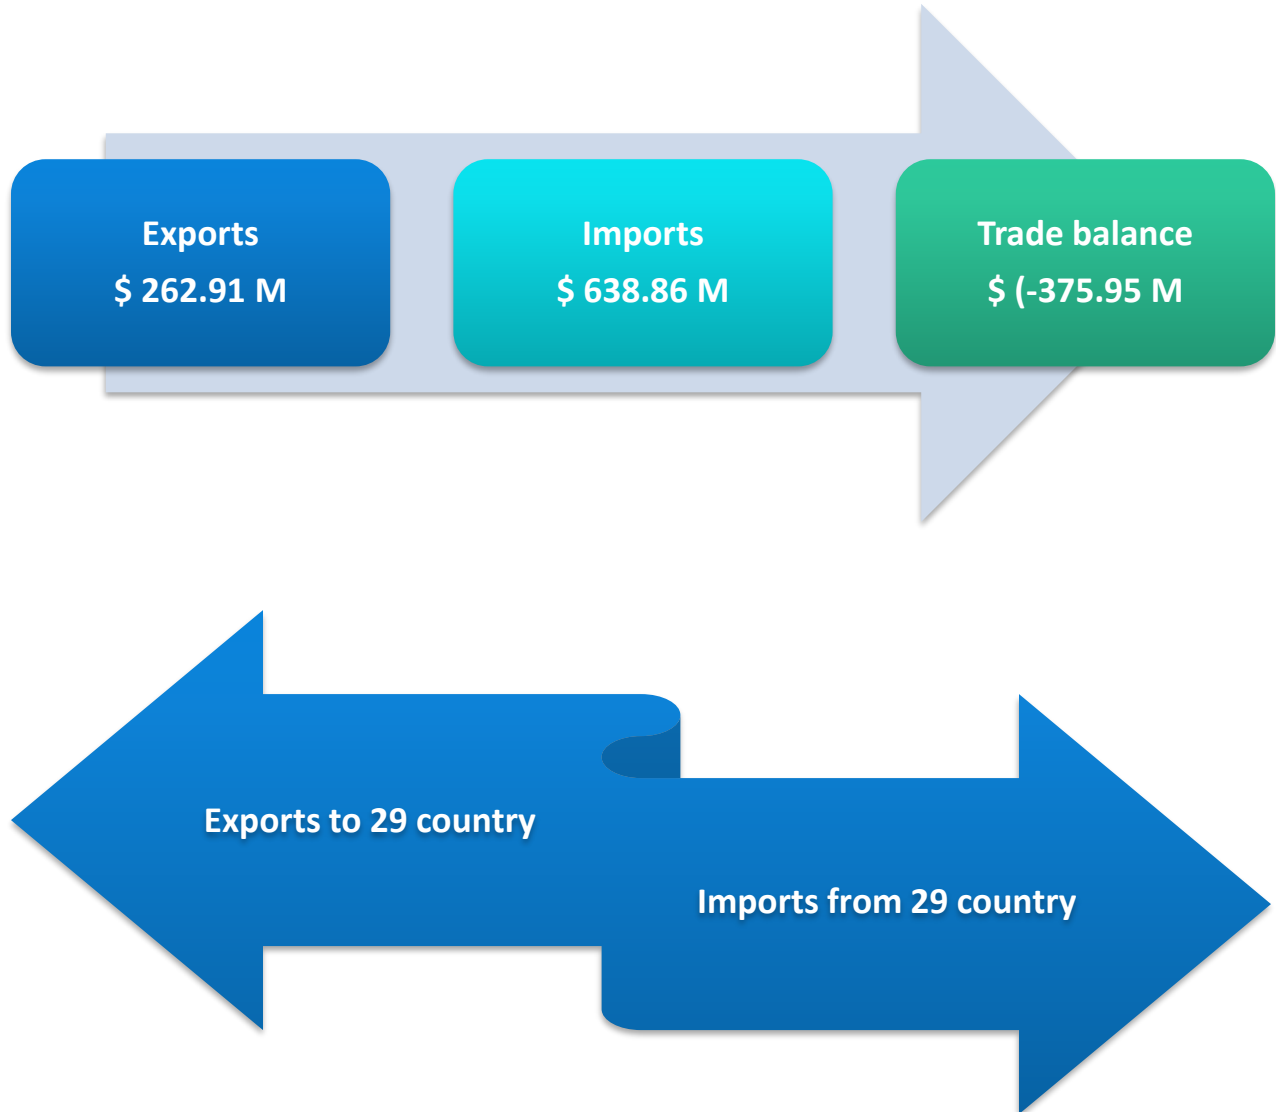 Exports
$ 262.91 M
Imports
$ 638.86 M
Trade balance
$ (-375.95 M
Exports to 29 country
Imports from 29 country